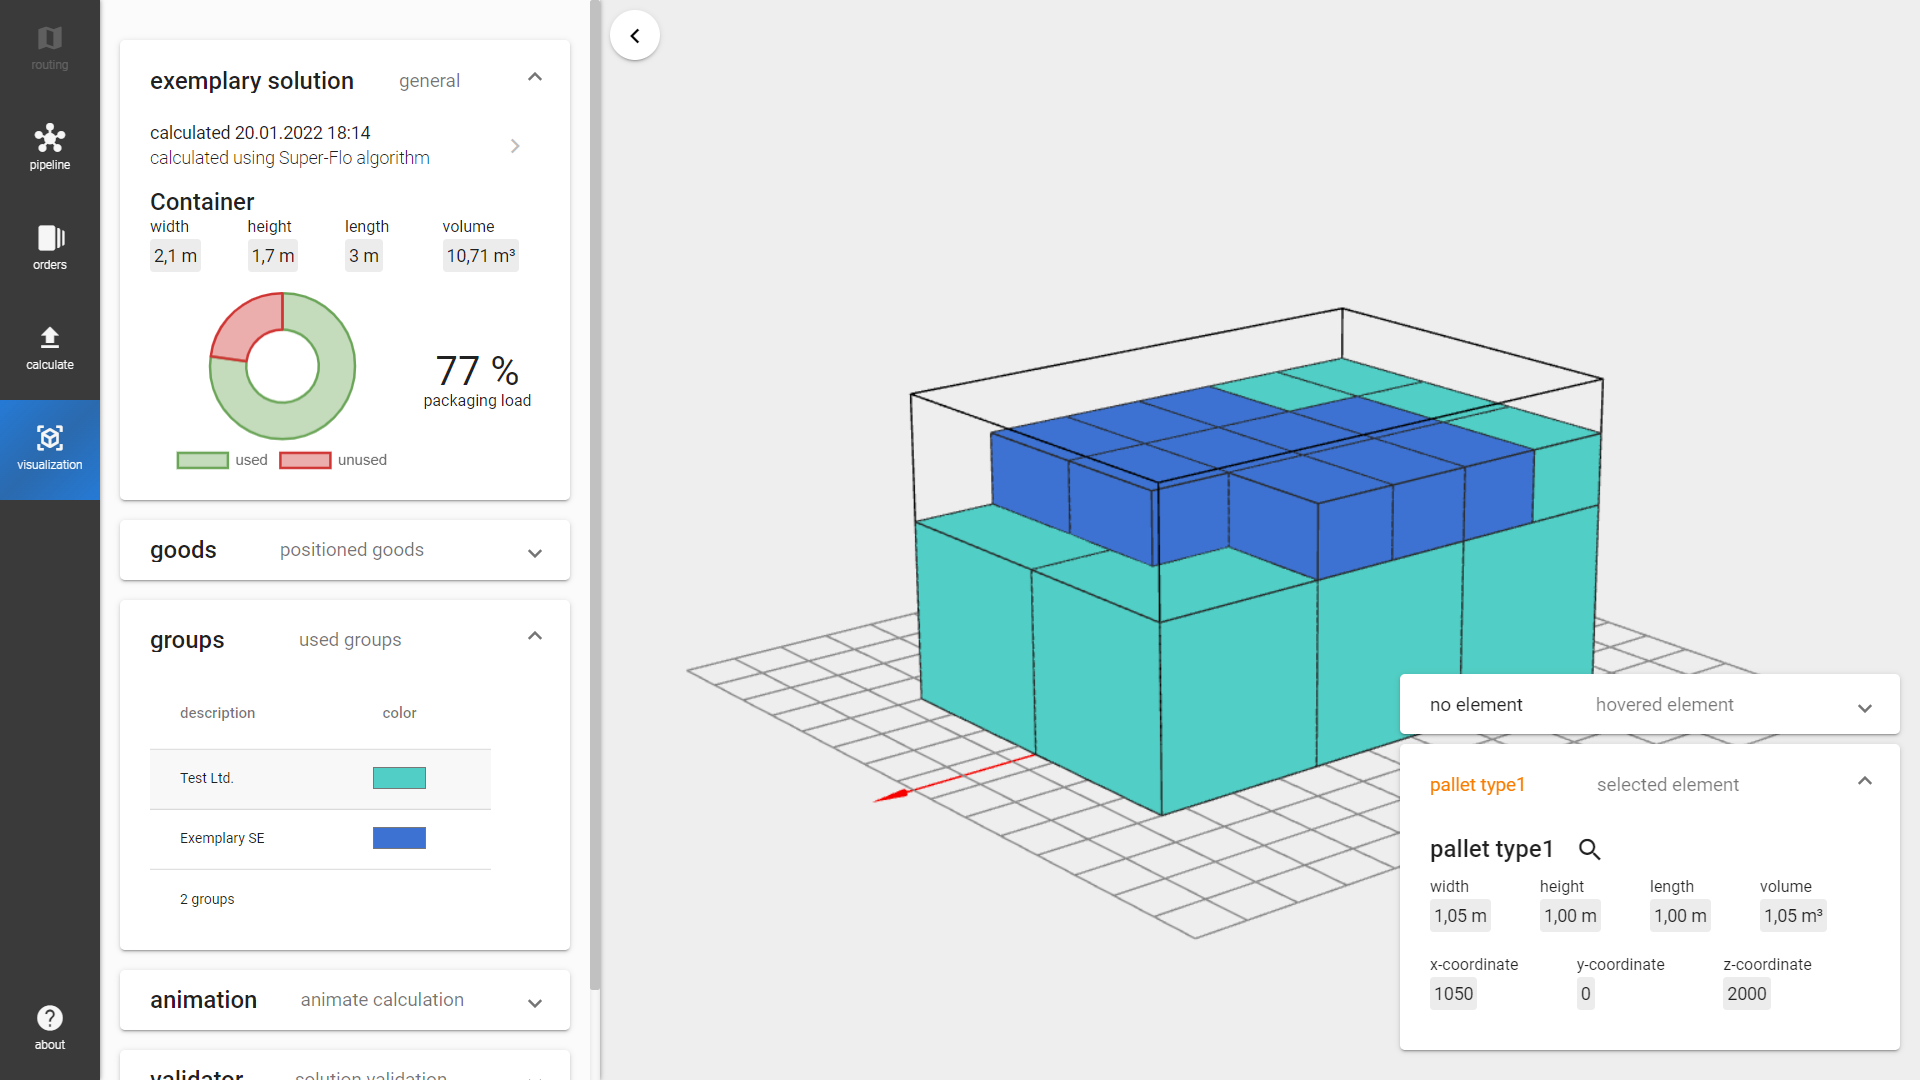 routing
pipeline
orders
calculate
visualization
about
exemplary solution general
calculated 20.01.2022 18:14
calculated using Super-Flo algorithm
Container
width height length volume
2,1 m 1,7 m 3 m 10,71 m³
77 %
packaging load
used unused
goods positioned goods
groups used groups
description color
Test Ltd.
Exemplary SE
2 groups
animation animate calculation
validator solution validation
no element hovered element
pallet type1 selected element
pallet type1
width height length volume
1,05 m 1,00 m 1,00 m 1,05 m³
x-coordinate y-coordinate z-coordinate
1050 0 2000